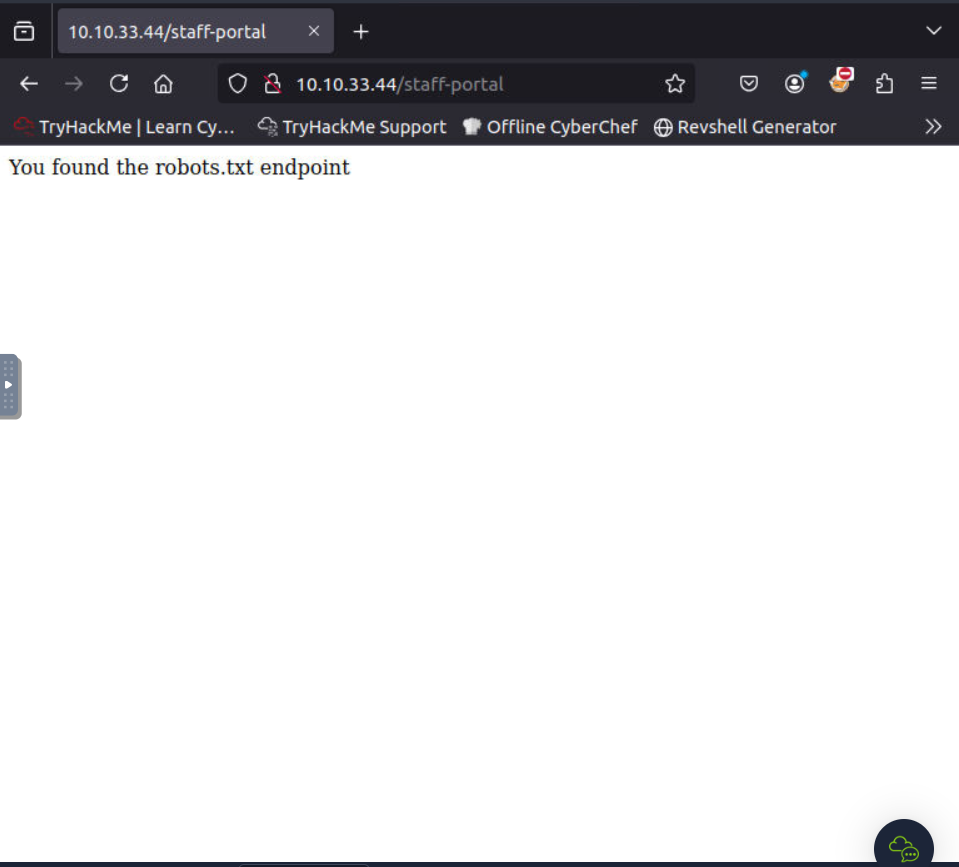 10.10.33.44/staff-portal
10.10.33.44/staff-portal
TryHackMe | Learn Cy... TryHackMe Support Offline CyberChef Revshell Generator
You found the robots.txt endpoint